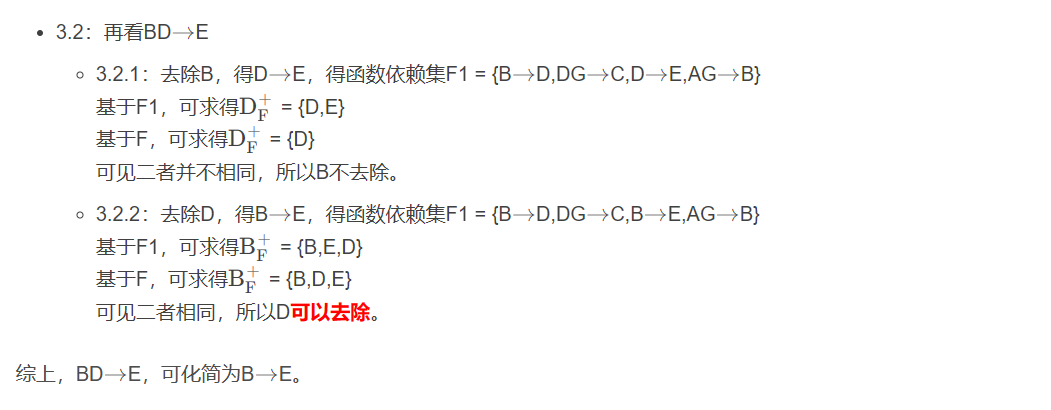 • 3.2：再看BD→E
○ 3.2.1：去除B，得D→E，得函数依赖集F1 = {B→D,DG→C,D→E,AG→B}
基于F1，可求得D_F^+ = {D,E}
基于F，可求得D_F^+ = {D}
可见二者并不相同，所以B不去除。
○ 3.2.2：去除D，得B→E，得函数依赖集F1 = {B→D,DG→C,B→E,AG→B}
基于F1，可求得B_F^+ = {B,E,D}
基于F，可求得B_F^+ = {B,D,E}
可见二者相同，所以D可以去除。
综上，BD→E，可化简为B→E。